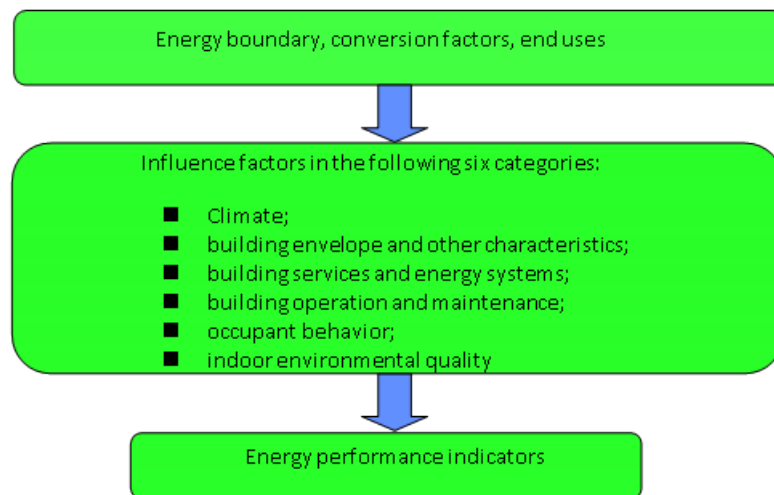 Energy boundary, conversion factors, end uses
Influence factors in the following six categories:
■ Climate;
■ building envelope and other characteristics;
■ building services and energy systems;
■ building operation and maintenance;
■ occupant behavior;
■ indoor environmental quality
Energy performance indicators